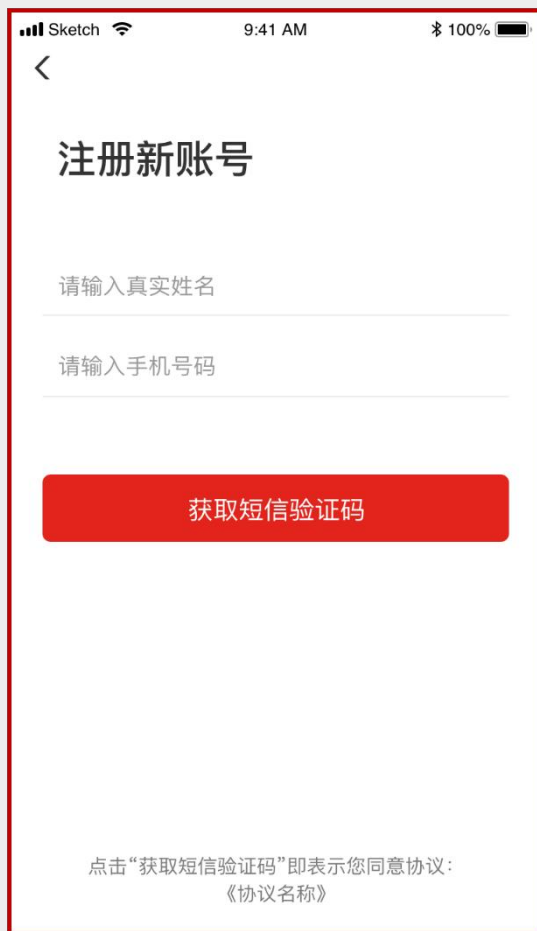 Sketch 9:41 AM 100%
注册新账号
请输入真实姓名
请输入手机号码
获取短信验证码
点击“获取短信验证码”即表示您同意协议：
《协议名称》